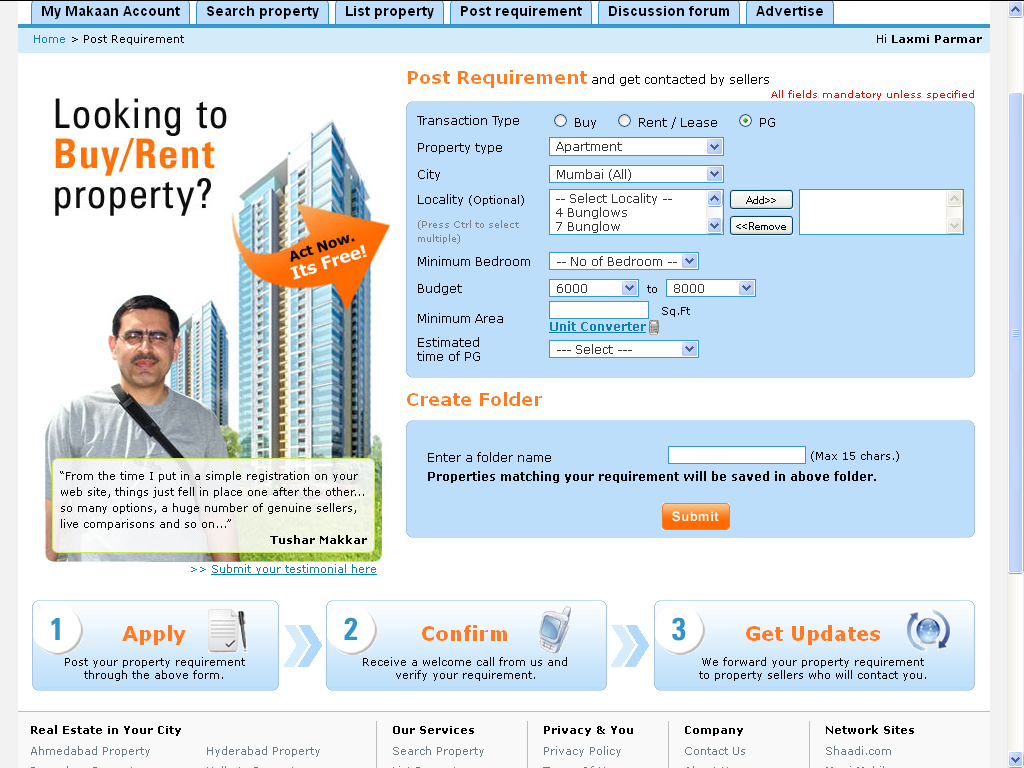 My Makaan Account Search property List property Post requirement Discussion forum Advertise
Home > Post Requirement
Hi Laxmi Parmar
Looking to
Buy/Rent
property?
Act Now.
Its Free!
"From the time I put in a simple registration on your
web site, things just fell in place one after the other...
so many options, a huge number of genuine sellers,
live comparisons and so on..."
Tushar Makkar
>> Submit your testimonial here
Post Requirement and get contacted by sellers
All fields mandatory unless specified
Transaction Type Buy Rent / Lease PG
Property type Apartment
City Mumbai (All)
Locality (Optional)
(Press Ctrl to select
multiple)
-- Select Locality --
4 Bunglows
7 Bunglow
Add>>
<<Remove
Minimum Bedroom -- No of Bedroom --
Budget 6000 to 8000
Minimum Area Sq.Ft
Unit Converter
Estimated
time of PG
--- Select ---
Create Folder
Enter a folder name (Max 15 chars.)
Properties matching your requirement will be saved in above folder.
Submit
1 Apply
Post your property requirement
through the above form.
2 Confirm
Receive a welcome call from us and
verify your requirement.
3 Get Updates
We forward your property requirement
to property sellers who will contact you.
Real Estate in Your City
Ahmedabad Property Hyderabad Property
Our Services
Search Property
Privacy & You
Privacy Policy
Company
Contact Us
Network Sites
Shaadi.com